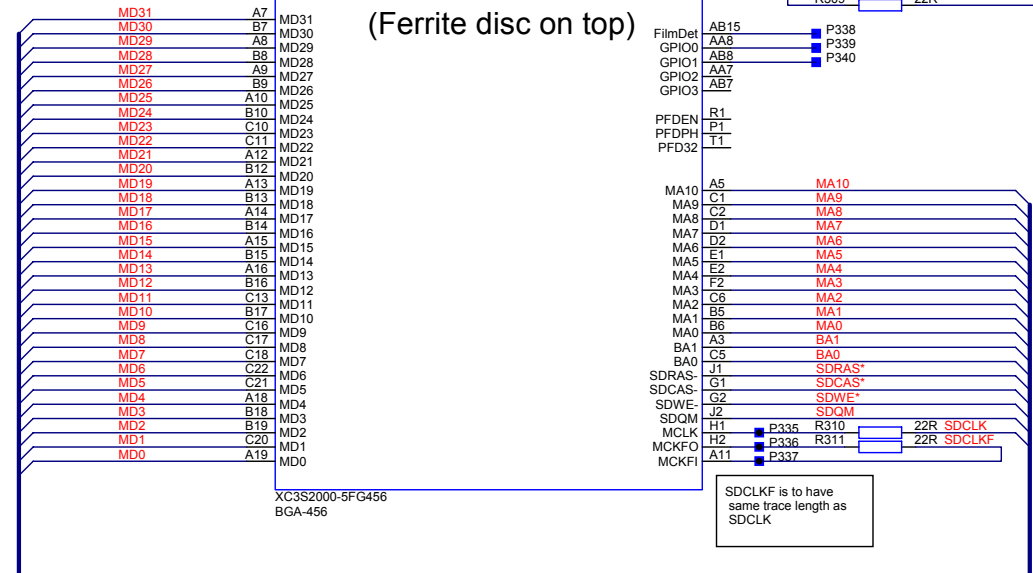 R309 22R
(Ferrite disc on top)
MD31 A7 MD31
MD30 B7 MD30
MD29 A8 MD29
MD28 B8 MD28
MD27 A9 MD27
MD26 B9 MD26
MD25 A10 MD25
MD24 B10 MD24
MD23 C10 MD23
MD22 C11 MD22
MD21 A12 MD21
MD20 B12 MD20
MD19 A13 MD19
MD18 B13 MD18
MD17 A14 MD17
MD16 B14 MD16
MD15 A15 MD15
MD14 B15 MD14
MD13 A16 MD13
MD12 B16 MD12
MD11 C13 MD11
MD10 B17 MD10
MD9 C16 MD9
MD8 C17 MD8
MD7 C18 MD7
MD6 C22 MD6
MD5 C21 MD5
MD4 A18 MD4
MD3 B18 MD3
MD2 B19 MD2
MD1 C20 MD1
MD0 A19 MD0
FilmDet AB15 P338
GPIO0 AA8 P339
GPIO1 AB8 P340
GPIO2 AA7
GPIO3 AB7
PFDEN R1
PFDPH P1
PFD32 T1
MA10 A5 MA10
MA9 C1 MA9
MA8 C2 MA8
MA7 D1 MA7
MA6 D2 MA6
MA5 E1 MA5
MA4 E2 MA4
MA3 F2 MA3
MA2 C6 MA2
MA1 B5 MA1
MA0 B6 MA0
BA1 A3 BA1
BA0 C5 BA0
SDRAS- J1 SDRAS*
SDCAS- G1 SDCAS*
SDWE- G2 SDWE*
SDQM J2 SDQM
MCLK H1 P335 R310 22R SDCLK
MCKFO H2 P336 R311 22R SDCLKF
MCKFI A11 P337
XC3S2000-5FG456
BGA-456
SDCLKF is to have
same trace length as
SDCLK